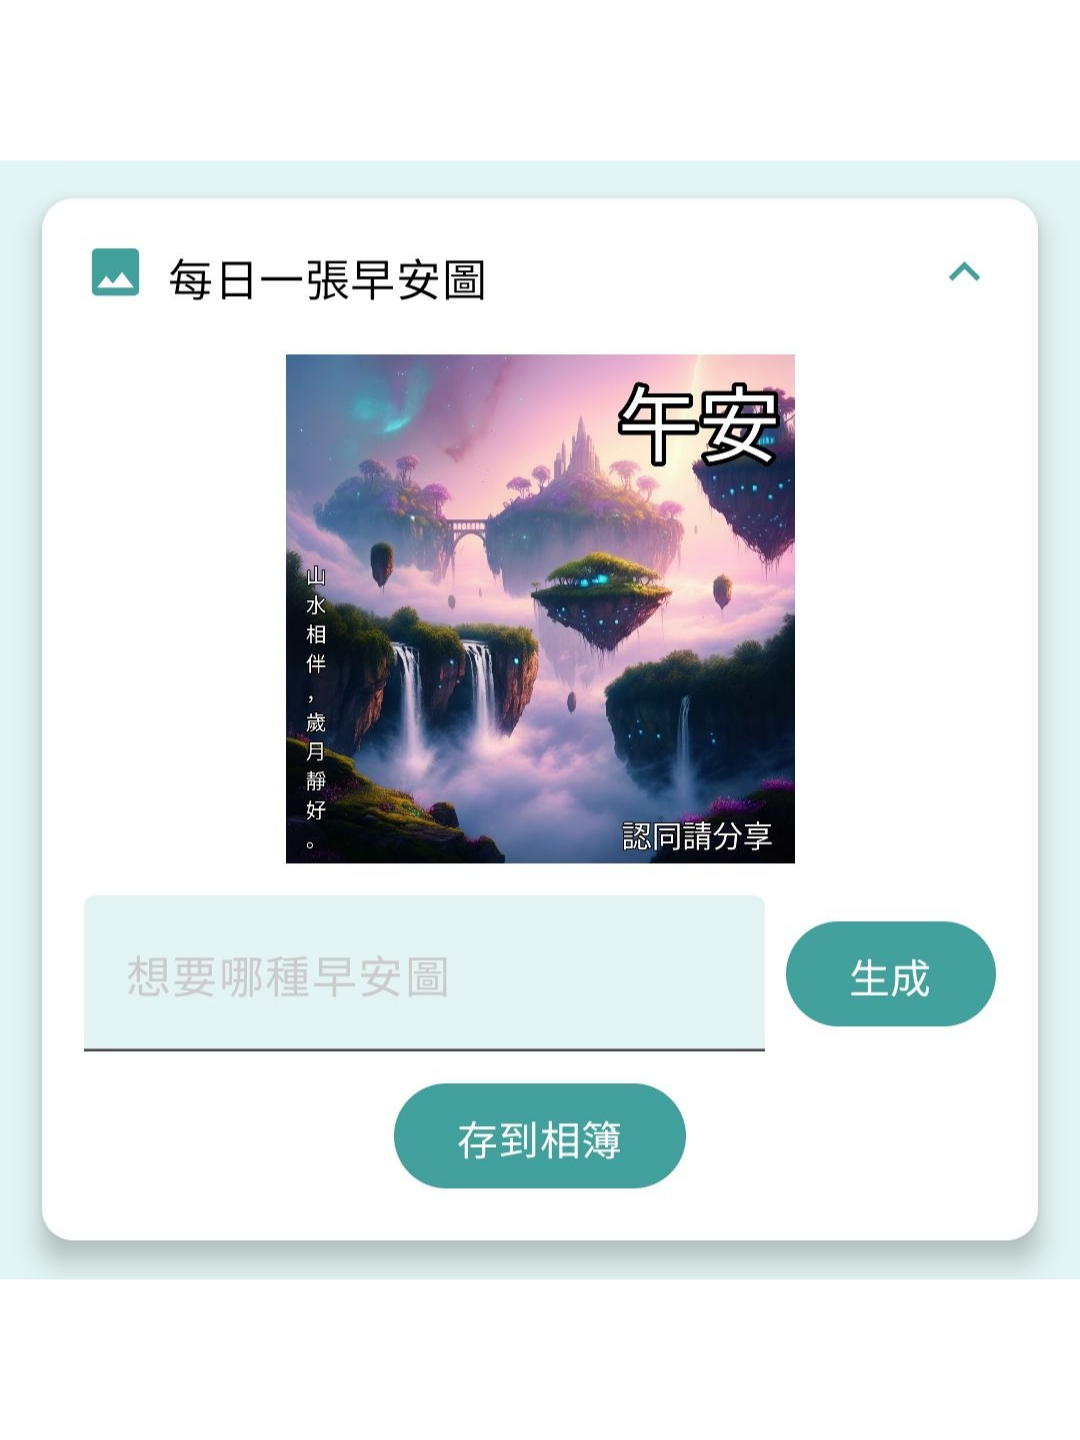 每日一張早安圖
午安
山水相伴，歲月靜好。
認同請分享
想要哪種早安圖
生成
存到相簿